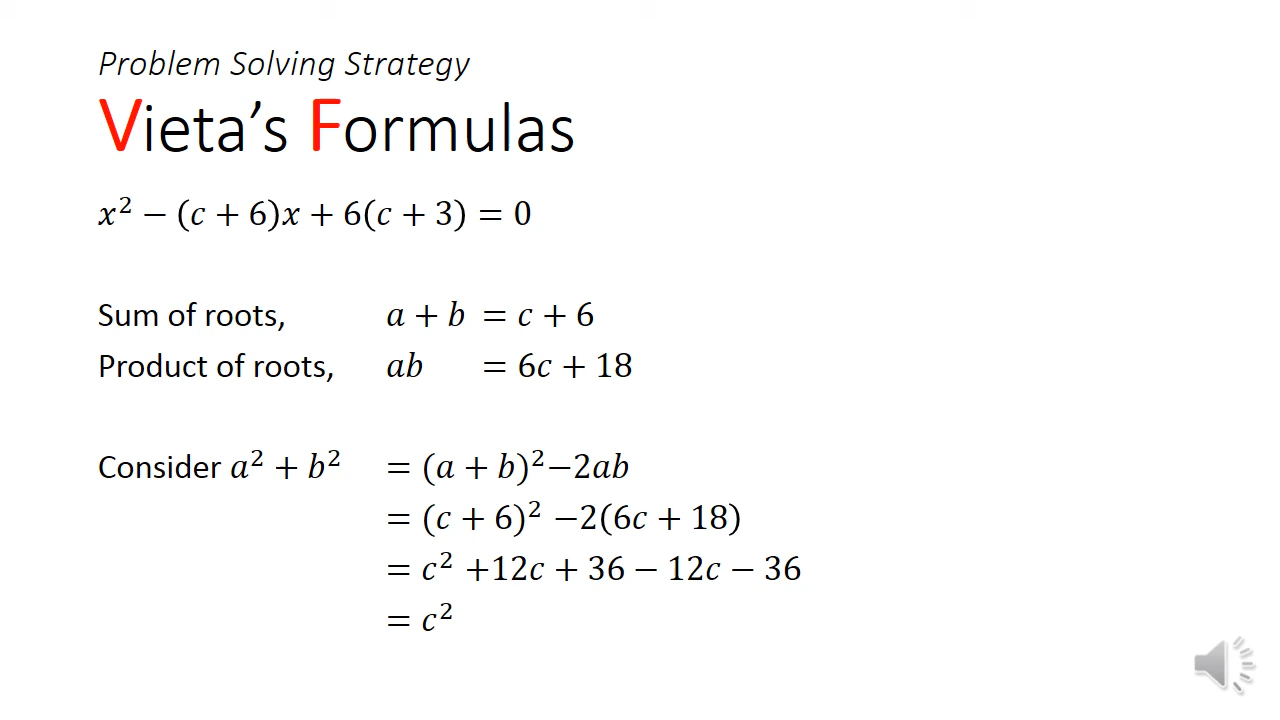 Problem Solving Strategy
Vieta’s Formulas
𝑥² − (𝑐 + 6)𝑥 + 6(𝑐 + 3) = 0
Sum of roots, 𝑎 + 𝑏 = 𝑐 + 6
Product of roots, 𝑎𝑏 = 6𝑐 + 18
Consider 𝑎² + 𝑏² = (𝑎 + 𝑏)²−2𝑎𝑏
= (𝑐 + 6)² −2(6𝑐 + 18)
= 𝑐² +12𝑐 + 36 − 12𝑐 − 36
= 𝑐²